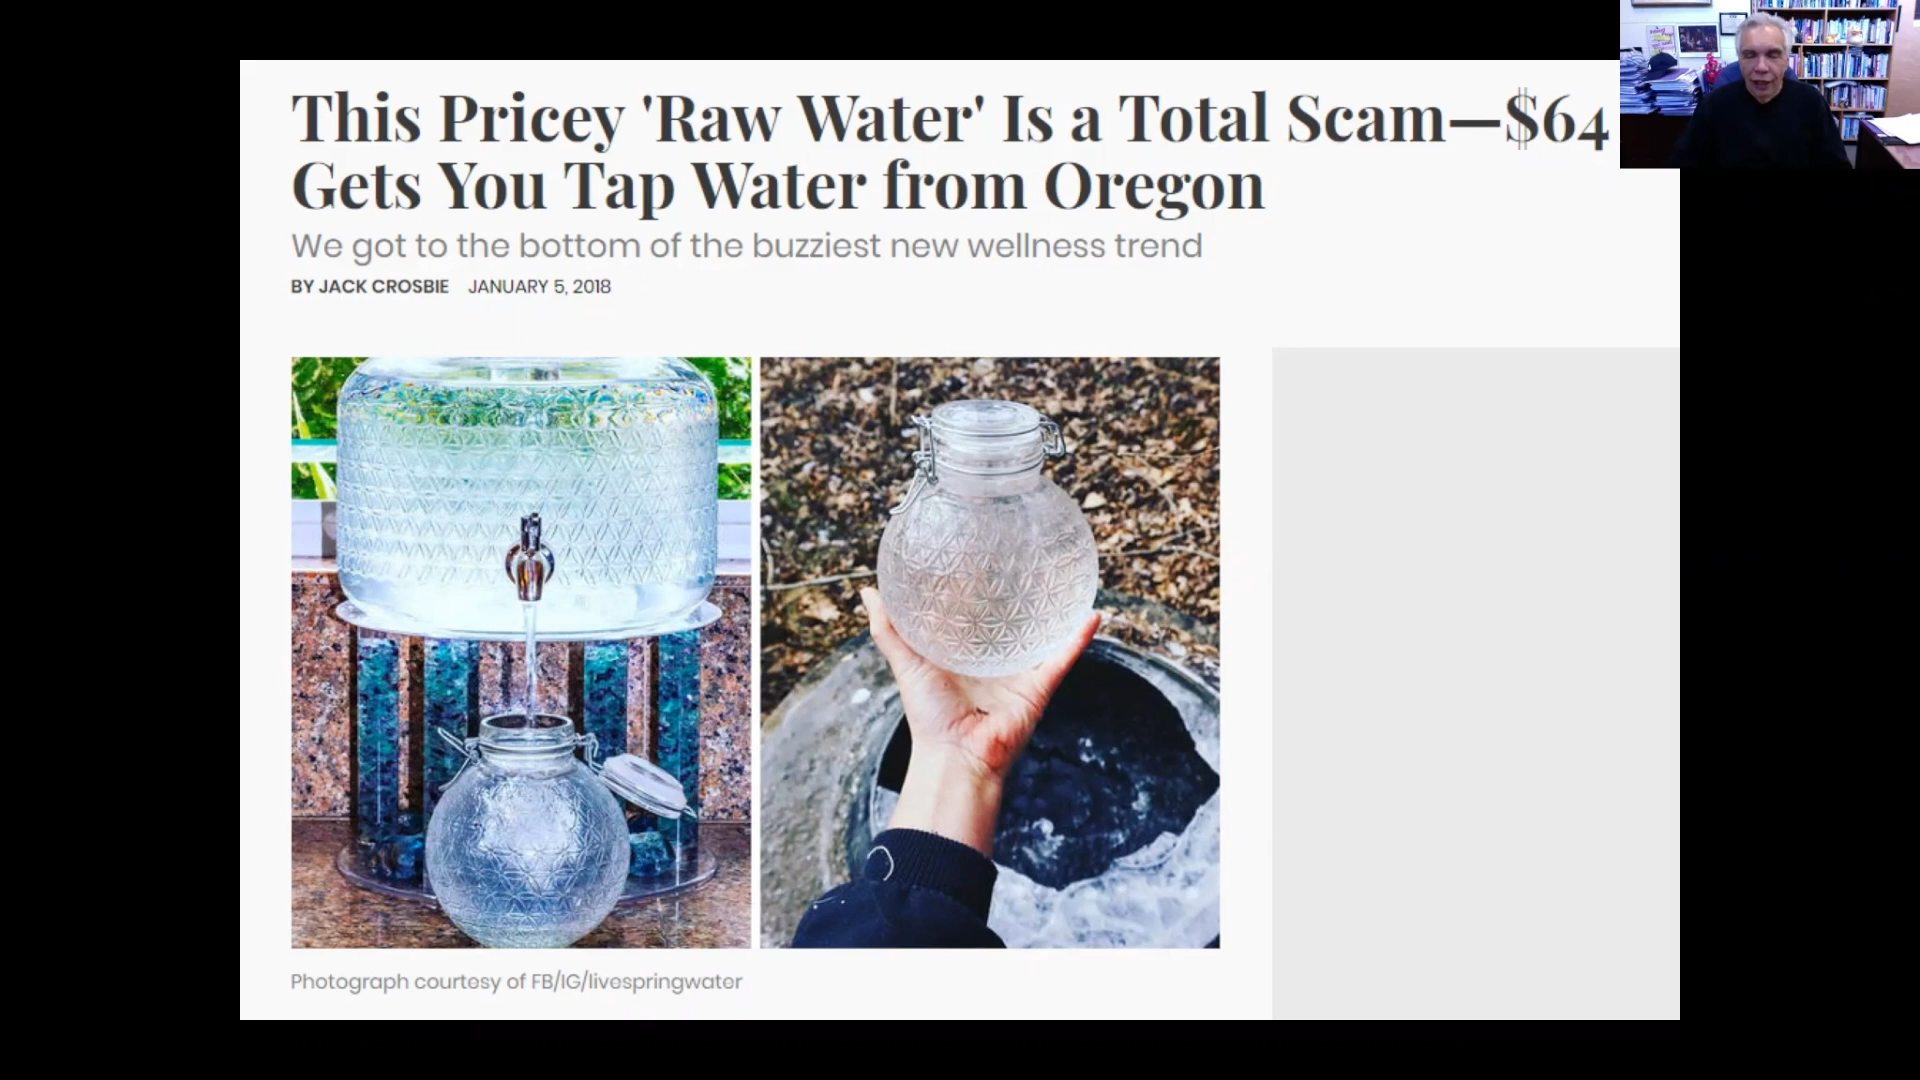 This Pricey 'Raw Water' Is a Total Scam—$64
Gets You Tap Water from Oregon
We got to the bottom of the buzziest new wellness trend
BY JACK CROSBIE JANUARY 5, 2018
Photograph courtesy of FB/IG/livespringwater